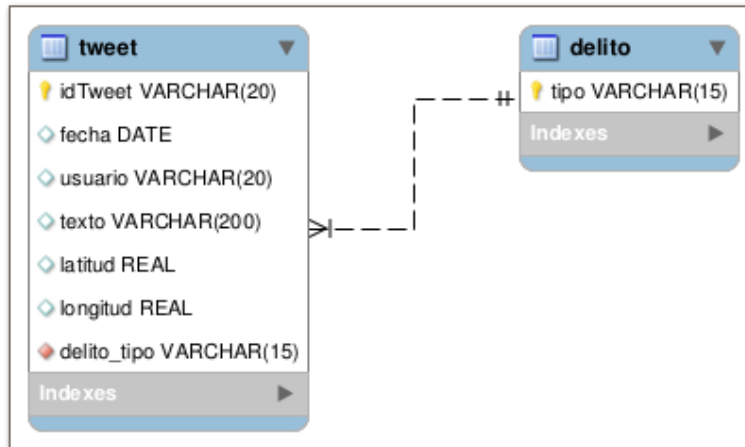 tweet
idTweet VARCHAR(20)
fecha DATE
usuario VARCHAR(20)
texto VARCHAR(200)
latitud REAL
longitud REAL
delito_tipo VARCHAR(15)
Indexes
delito
tipo VARCHAR(15)
Indexes